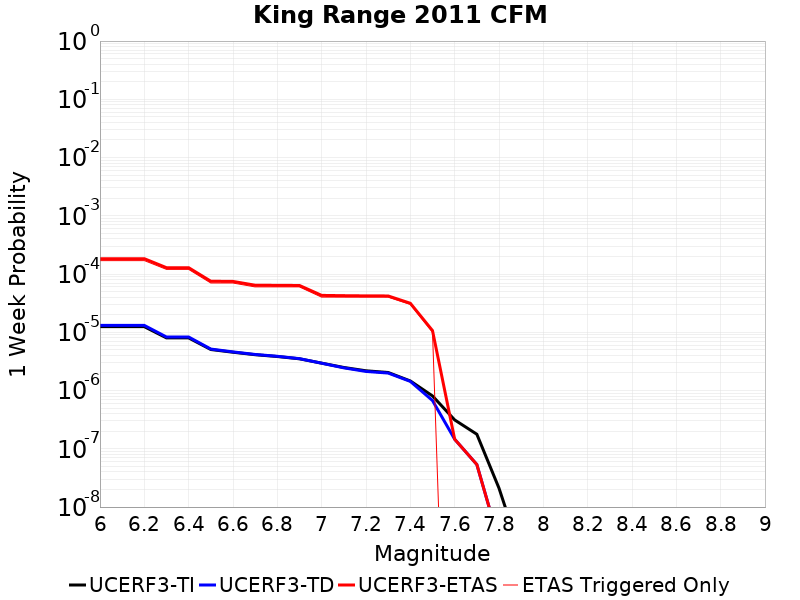 King Range 2011 CFM
1 Week Probability
10^0
10^-1
10^-2
10^-3
10^-4
10^-5
10^-6
10^-7
10^-8
6 6.2 6.4 6.6 6.8 7 7.2 7.4 7.6 7.8 8 8.2 8.4 8.6 8.8 9
Magnitude
UCERF3-TI UCERF3-TD UCERF3-ETAS ETAS Triggered Only